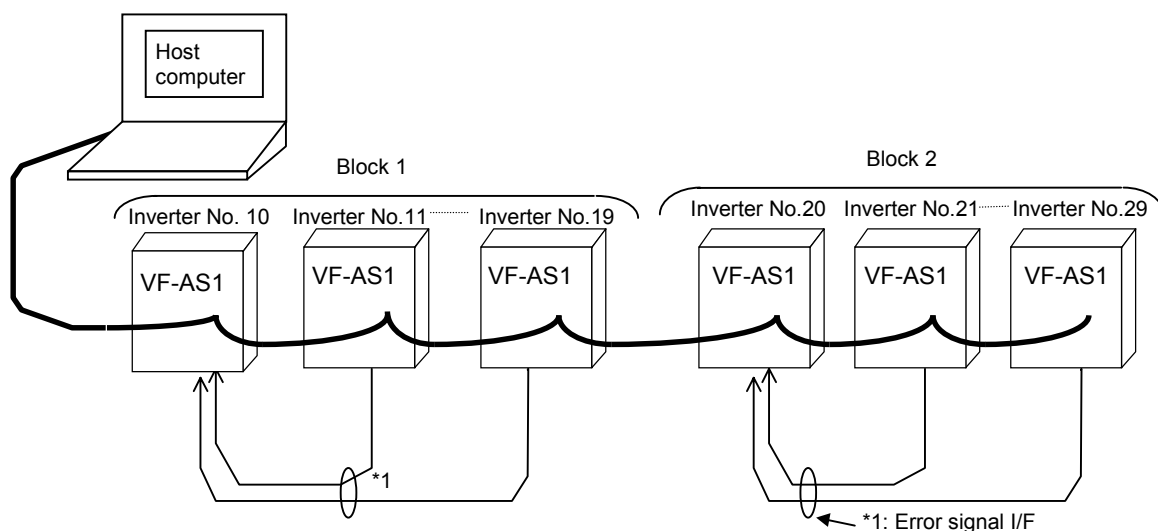 Host
computer
Block 1
Block 2
Inverter No. 10
Inverter No.11
Inverter No.19
Inverter No.20
Inverter No.21
Inverter No.29
VF-AS1
VF-AS1
VF-AS1
VF-AS1
VF-AS1
VF-AS1
*1
*1: Error signal I/F